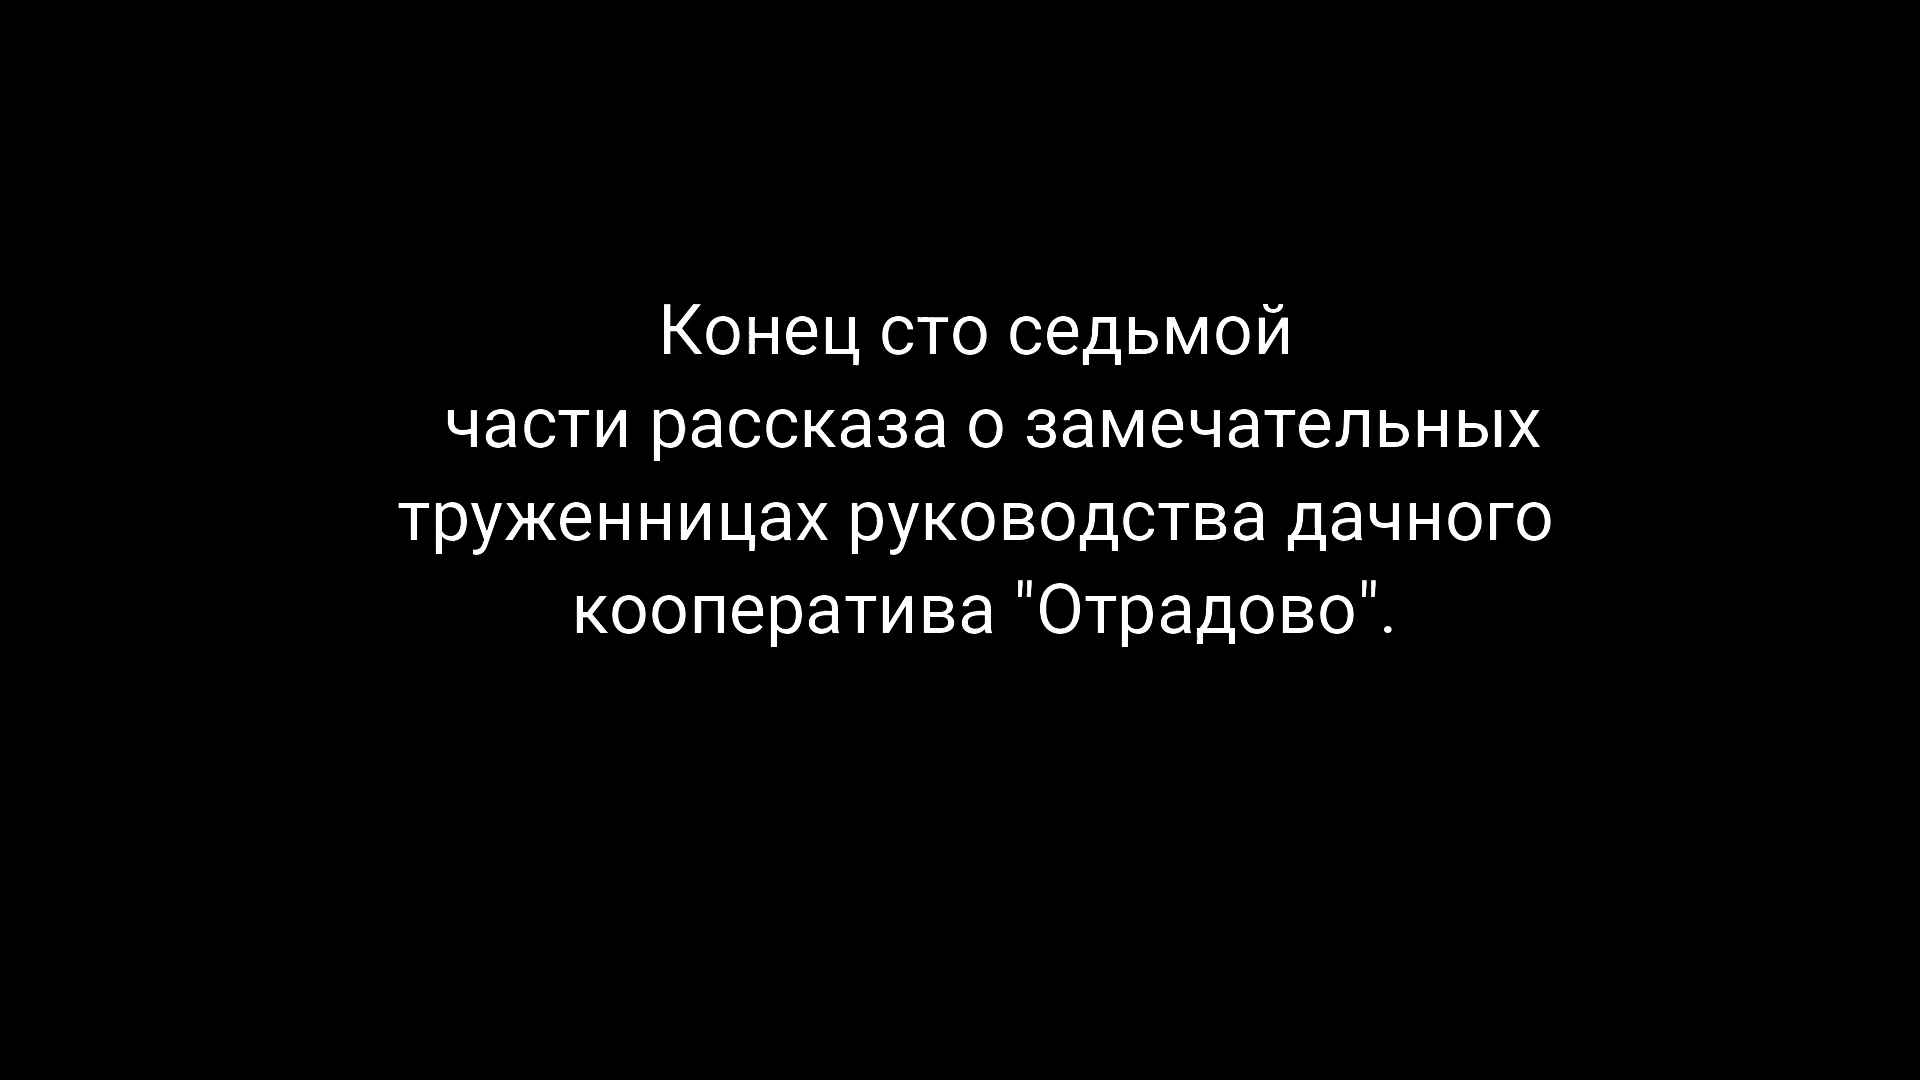 Конец сто седьмой
части рассказа о замечательных
труженницах руководства дачного
кооператива "Отрадово".